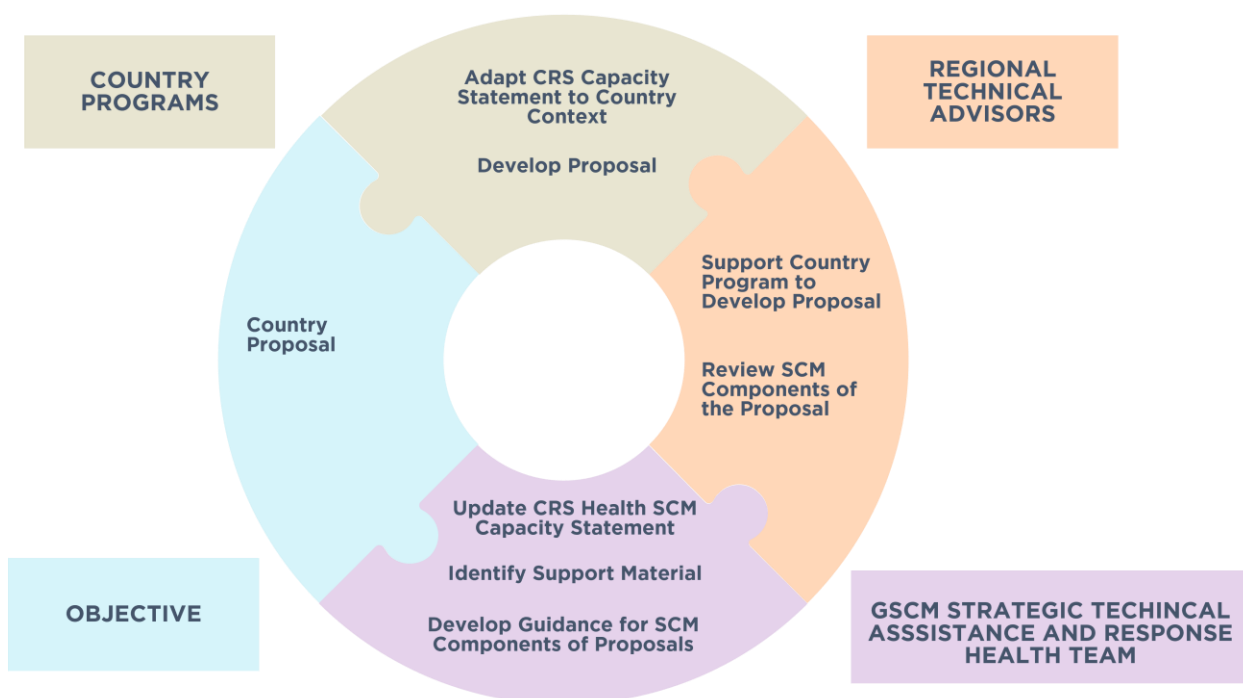 COUNTRY
PROGRAMS
Adapt CRS Capacity
Statement to Country
Context
Develop Proposal
REGIONAL
TECHNICAL
ADVISORS
Support Country
Program to
Develop Proposal
Review SCM
Components of
the Proposal
Country
Proposal
Update CRS Health SCM
Capacity Statement
Identify Support Material
Develop Guidance for SCM
Components of Proposals
OBJECTIVE
GSCM STRATEGIC TECHINCAL
ASSSISTANCE AND RESPONSE
HEALTH TEAM